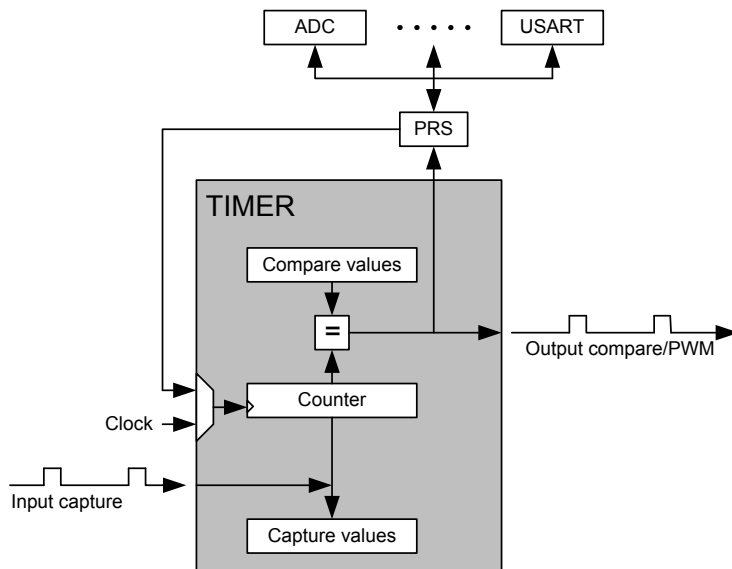 ADC
. . . . .
USART
PRS
TIMER
Compare values
=
Output compare/PWM
Counter
Clock
Input capture
Capture values